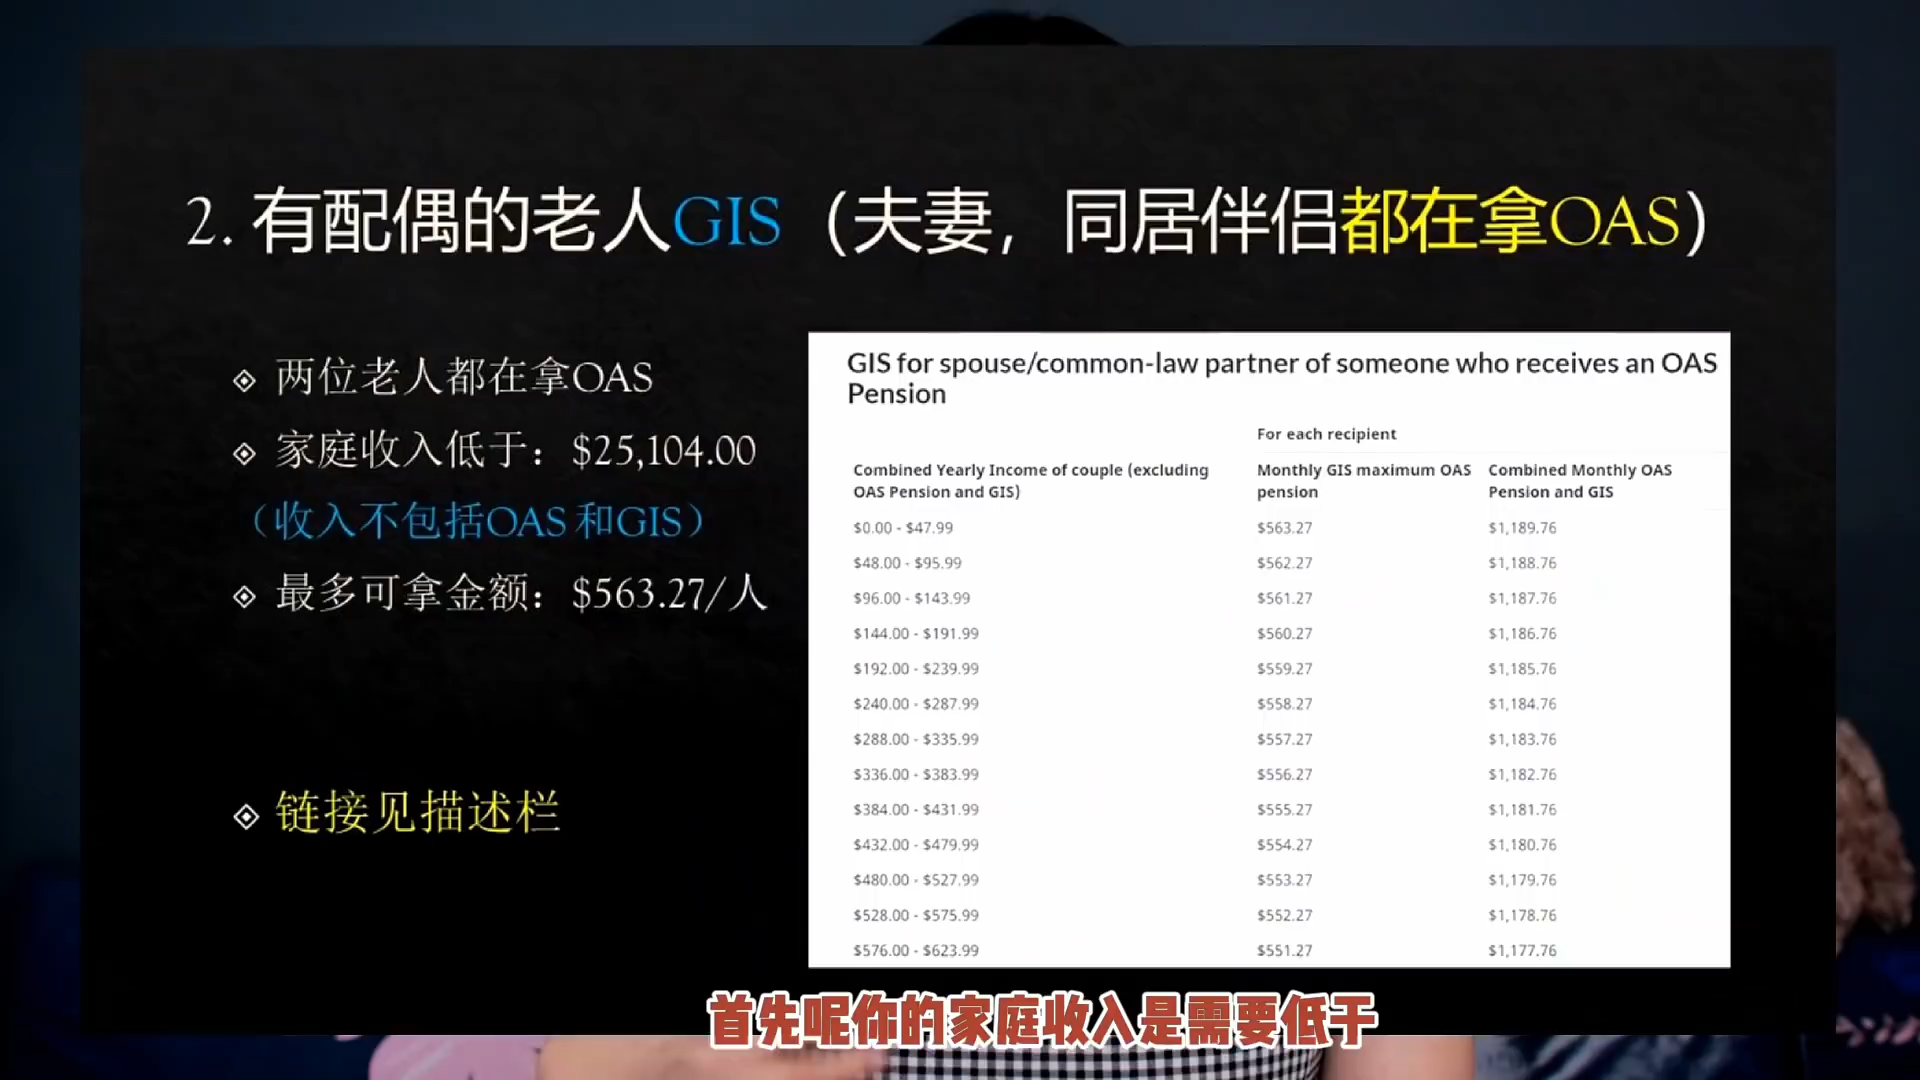 2. 有配偶的老人GIS（夫妻，同居伴侣都在拿OAS）
两位老人都在拿OAS
家庭收入低于：$25,104.00
（收入不包括OAS 和GIS）
最多可拿金额：$563.27/人
链接见描述栏
GIS for spouse/common-law partner of someone who receives an OAS
Pension
For each recipient
Combined Yearly Income of couple (excluding OAS Pension and GIS) Monthly GIS maximum OAS pension Combined Monthly OAS Pension and GIS
$0.00 - $47.99 $563.27 $1,189.76
$48.00 - $95.99 $562.27 $1,188.76
$96.00 - $143.99 $561.27 $1,187.76
$144.00 - $191.99 $560.27 $1,186.76
$192.00 - $239.99 $559.27 $1,185.76
$240.00 - $287.99 $558.27 $1,184.76
$288.00 - $335.99 $557.27 $1,183.76
$336.00 - $383.99 $556.27 $1,182.76
$384.00 - $431.99 $555.27 $1,181.76
$432.00 - $479.99 $554.27 $1,180.76
$480.00 - $527.99 $553.27 $1,179.76
$528.00 - $575.99 $552.27 $1,178.76
$576.00 - $623.99 $551.27 $1,177.76
首先呢你的家庭收入是需要低于